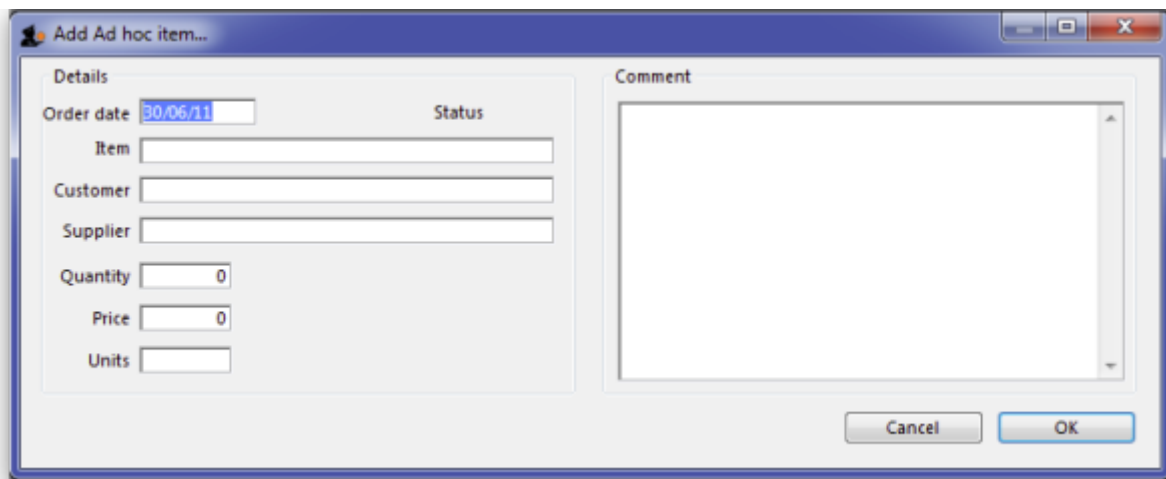 Add Ad hoc item...
Details
Order date 30/06/11 Status
Item
Customer
Supplier
Quantity 0
Price 0
Units
Comment
Cancel OK